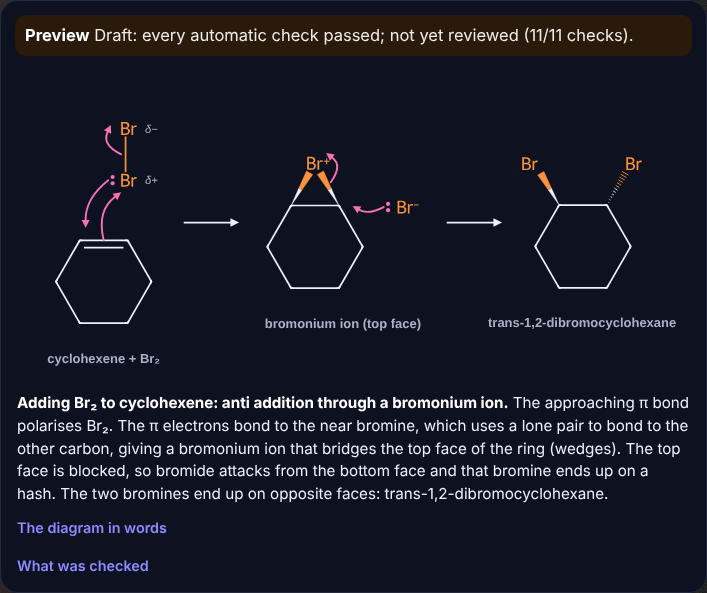 Preview Draft: every automatic check passed; not yet reviewed (11/11 checks).
Br δ−
Br δ+
Br⁺
Br⁻
Br
Br
bromonium ion (top face)
trans-1,2-dibromocyclohexane
cyclohexene + Br₂
Adding Br₂ to cyclohexene: anti addition through a bromonium ion. The approaching π bond
polarises Br₂. The π electrons bond to the near bromine, which uses a lone pair to bond to the
other carbon, giving a bromonium ion that bridges the top face of the ring (wedges). The top
face is blocked, so bromide attacks from the bottom face and that bromine ends up on a
hash. The two bromines end up on opposite faces: trans-1,2-dibromocyclohexane.
The diagram in words
What was checked